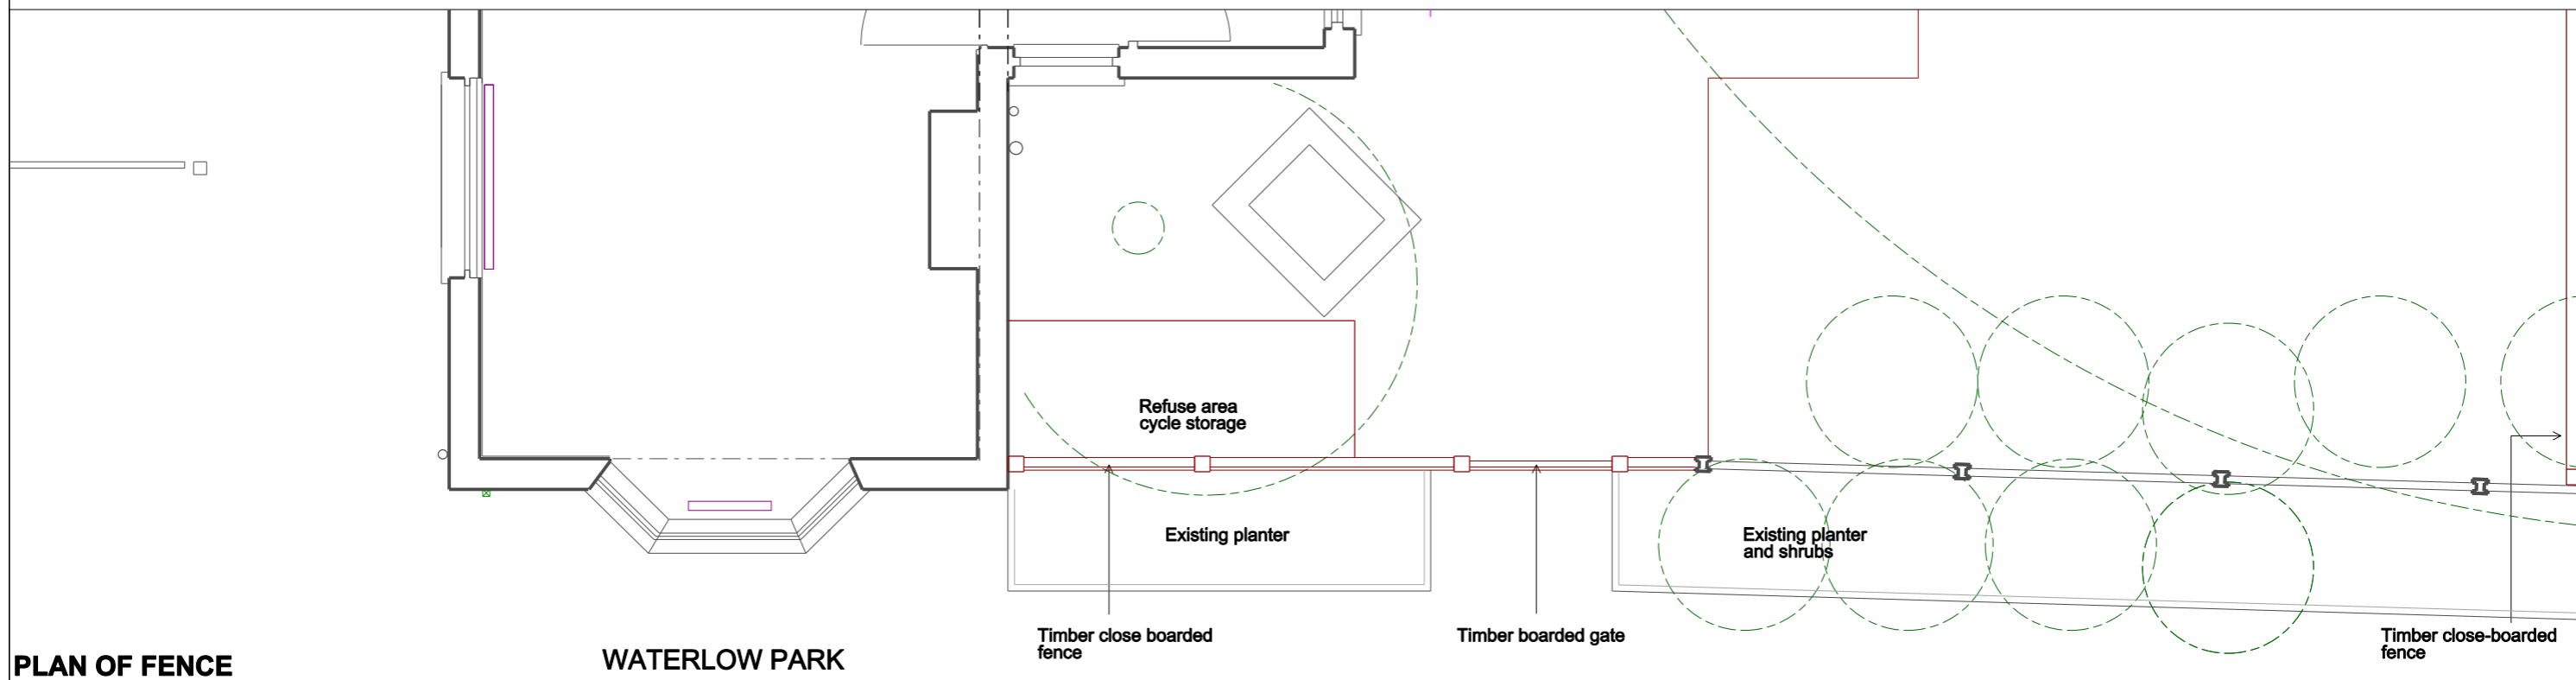 Refuse area
cycle storage
Existing planter
Existing planter
and shrubs
Timber close boarded
fence
Timber boarded gate
Timber close-boarded
fence
WATERLOW PARK
PLAN OF FENCE